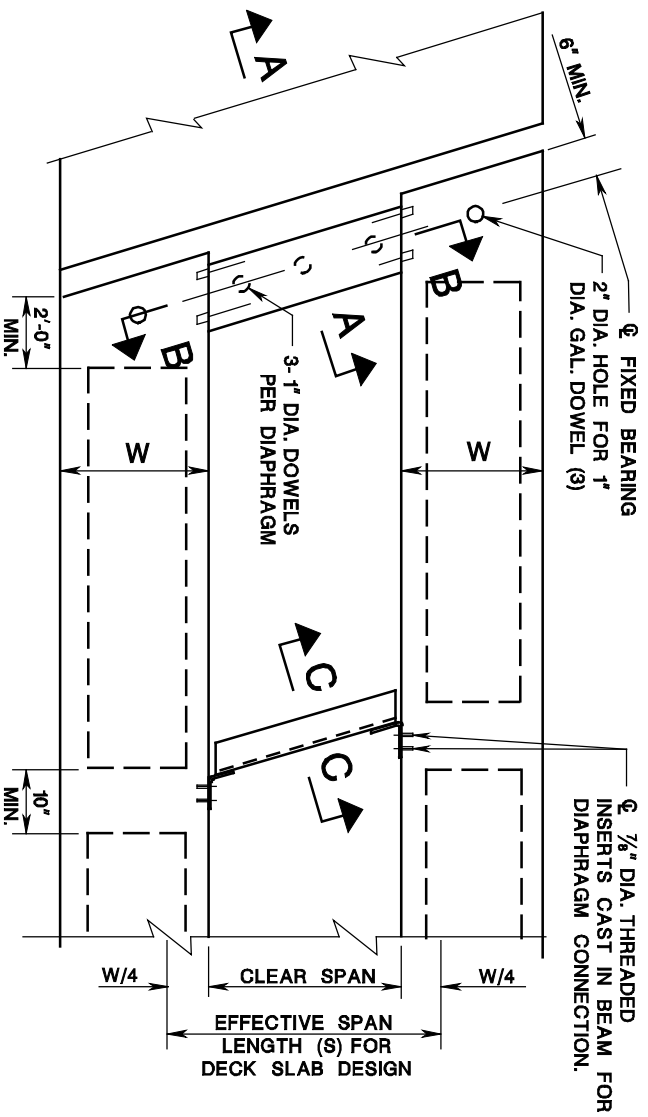 ℄ FIXED BEARING
2" DIA. HOLE FOR 1"
DIA. GAL. DOWEL (3)
6" MIN.
℄ ⅞" DIA. THREADED
INSERTS CAST IN BEAM FOR
DIAPHRAGM CONNECTION.
A
A
B
B
C
C
3- 1" DIA. DOWELS
PER DIAPHRAGM
W
W
2'-0"
MIN.
10"
MIN.
W/4
CLEAR SPAN
W/4
EFFECTIVE SPAN
LENGTH (S) FOR
DECK SLAB DESIGN